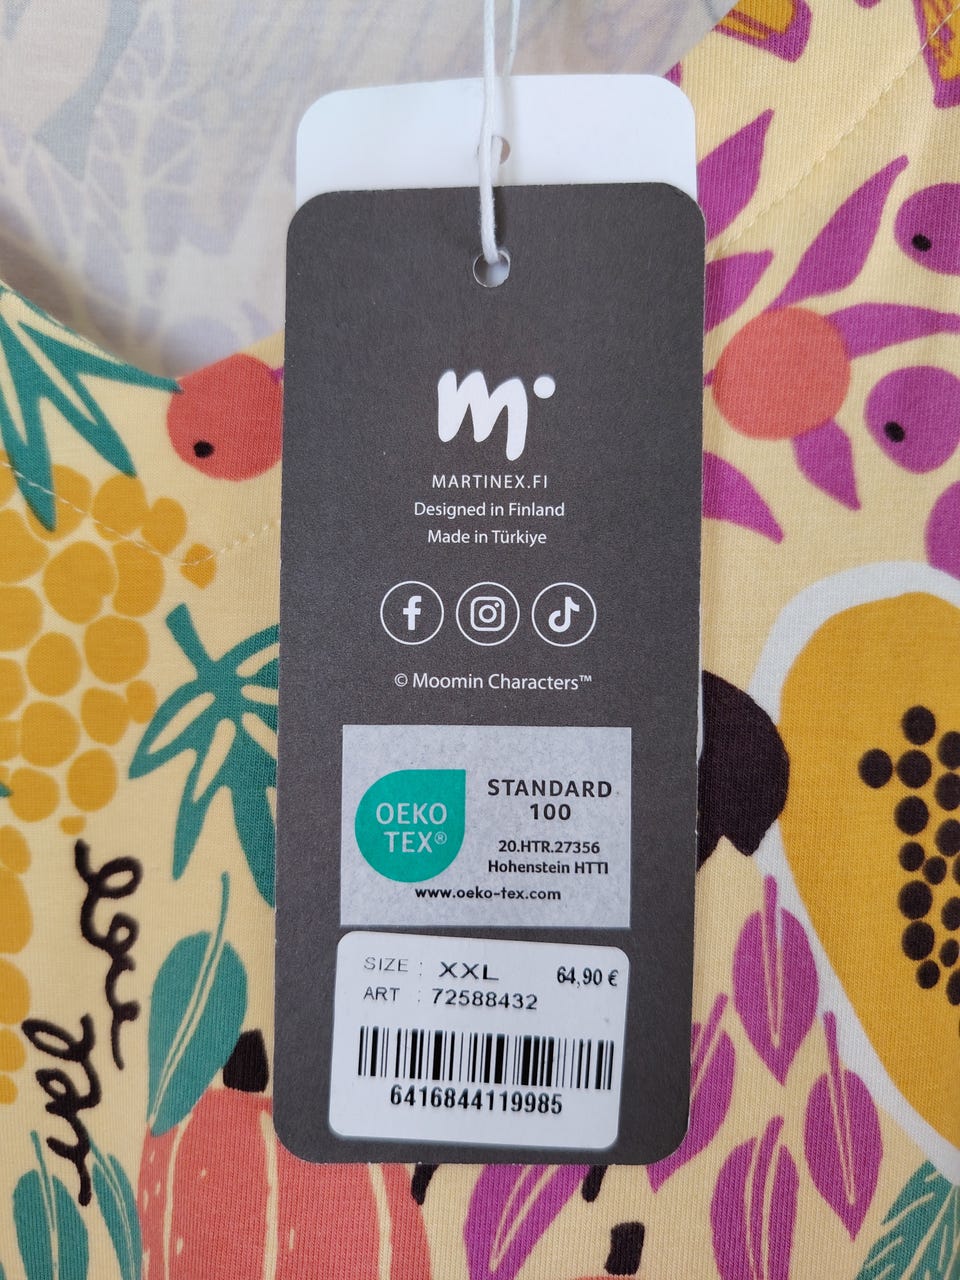 m
MARTINEX.FI
Designed in Finland
Made in Türkiye
© Moomin Characters™
OEKO
TEX®
STANDARD
100
20.HTR.27356
Hohenstein HTTI
www.oeko-tex.com
SIZE : XXL 64,90 €
ART : 72588432
6416844119985